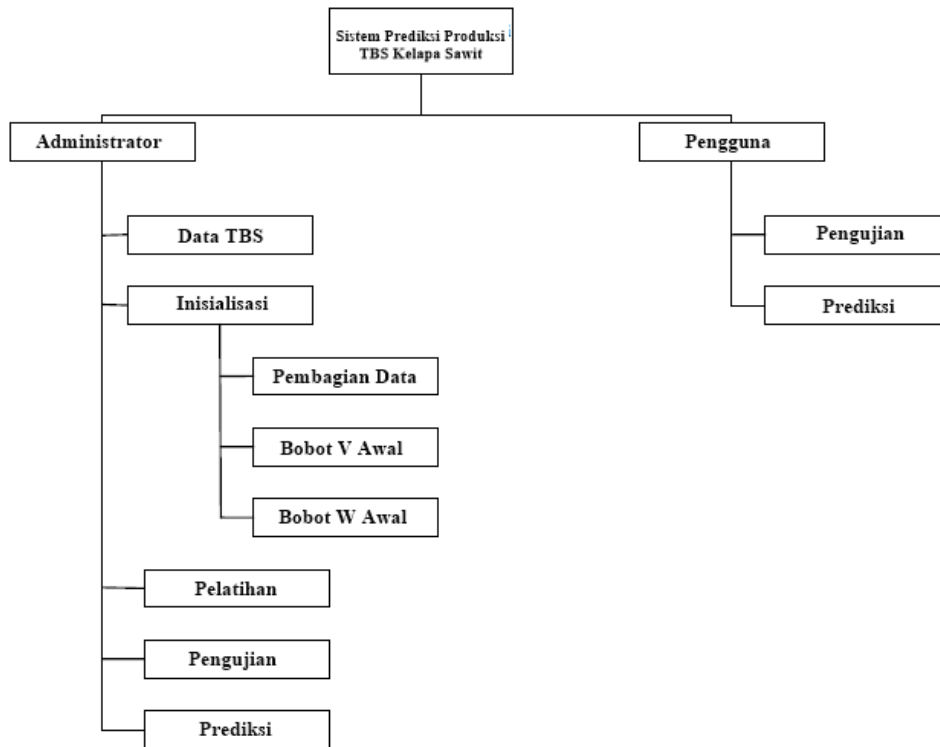 Sistem Prediksi Produksi
TBS Kelapa Sawit
Administrator
Pengguna
Data TBS
Pengujian
Inisialisasi
Prediksi
Pembagian Data
Bobot V Awal
Bobot W Awal
Pelatihan
Pengujian
Prediksi